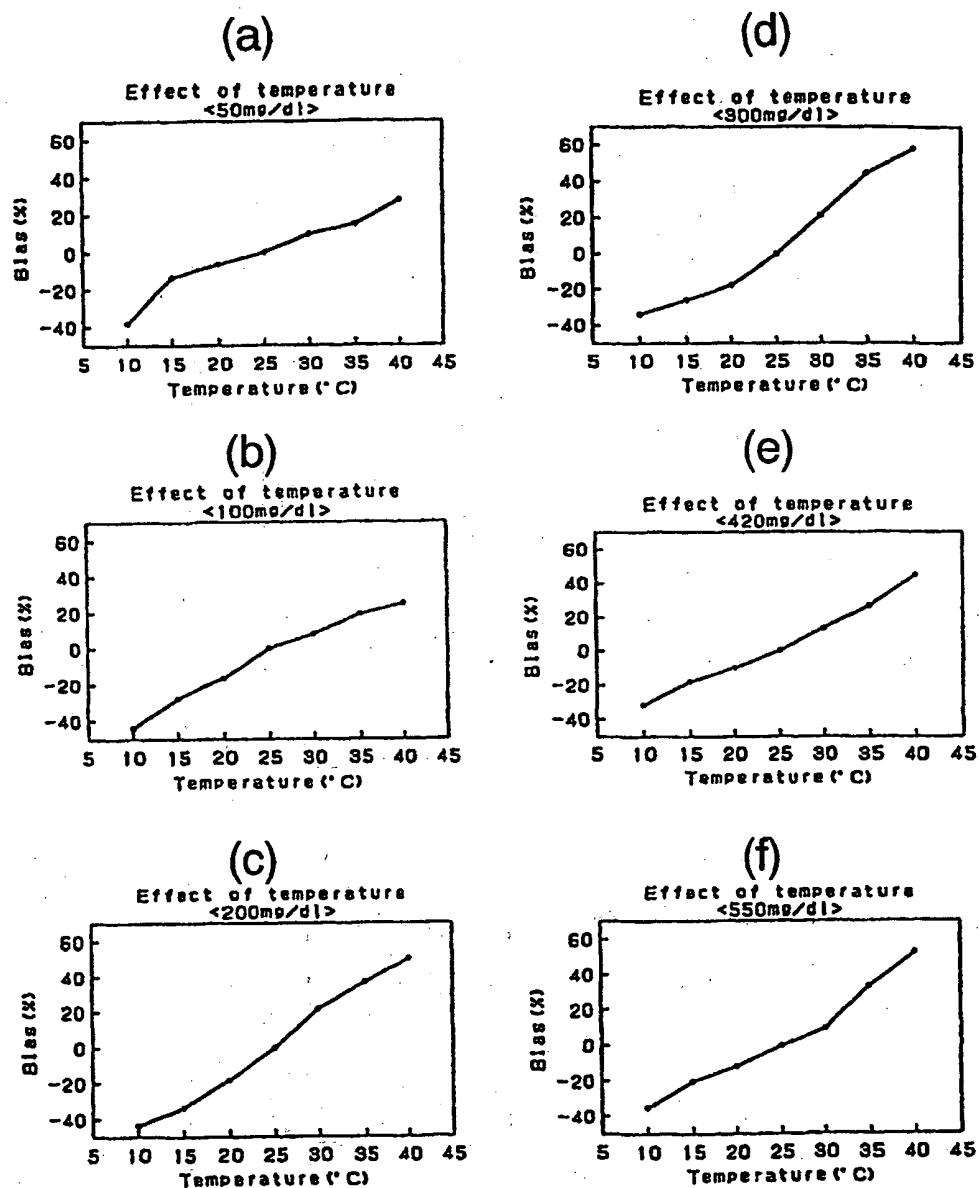 (a)
Effect of temperature
<50mg/dl>
60
40
20
0
-20
-40
Bias(%)
5 10 15 20 25 30 35 40 45
Temperature(°C)
(b)
Effect of temperature
<100mg/dl>
60
40
20
0
-20
-40
Bias(%)
5 10 15 20 25 30 35 40 45
Temperature(°C)
(c)
Effect of temperature
<200mg/dl>
60
40
20
0
-20
-40
Bias(%)
5 10 15 20 25 30 35 40 45
Temperature(°C)
(d)
Effect of temperature
<300mg/dl>
60
40
20
0
-20
-40
Bias(%)
5 10 15 20 25 30 35 40 45
Temperature(°C)
(e)
Effect of temperature
<420mg/dl>
60
40
20
0
-20
-40
Bias(%)
5 10 15 20 25 30 35 40 45
Temperature(°C)
(f)
Effect of temperature
<550mg/dl>
60
40
20
0
-20
-40
Bias(%)
5 10 15 20 25 30 35 40 45
Temperature(°C)